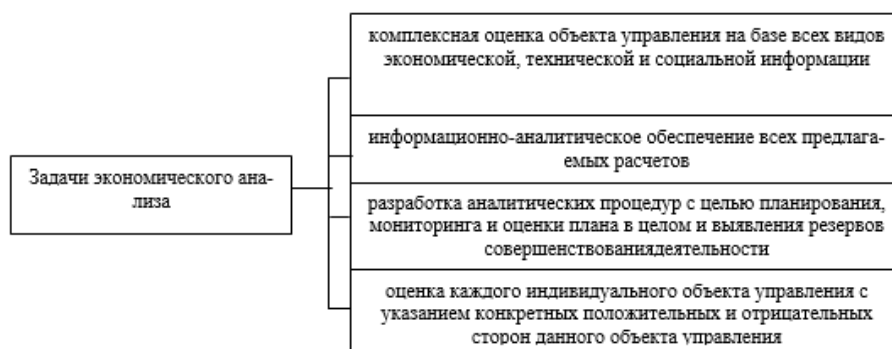 Задачи экономического ана-
лиза
комплексная оценка объекта управления на базе всех видов
экономической, технической и социальной информации
информационно-аналитическое обеспечение всех предлага-
емых расчетов
разработка аналитических процедур с целью планирования,
мониторинга и оценки плана в целом и выявления резервов
совершенствованиядеятельности
оценка каждого индивидуального объекта управления с
указанием конкретных положительных и отрицательных
сторон данного объекта управления